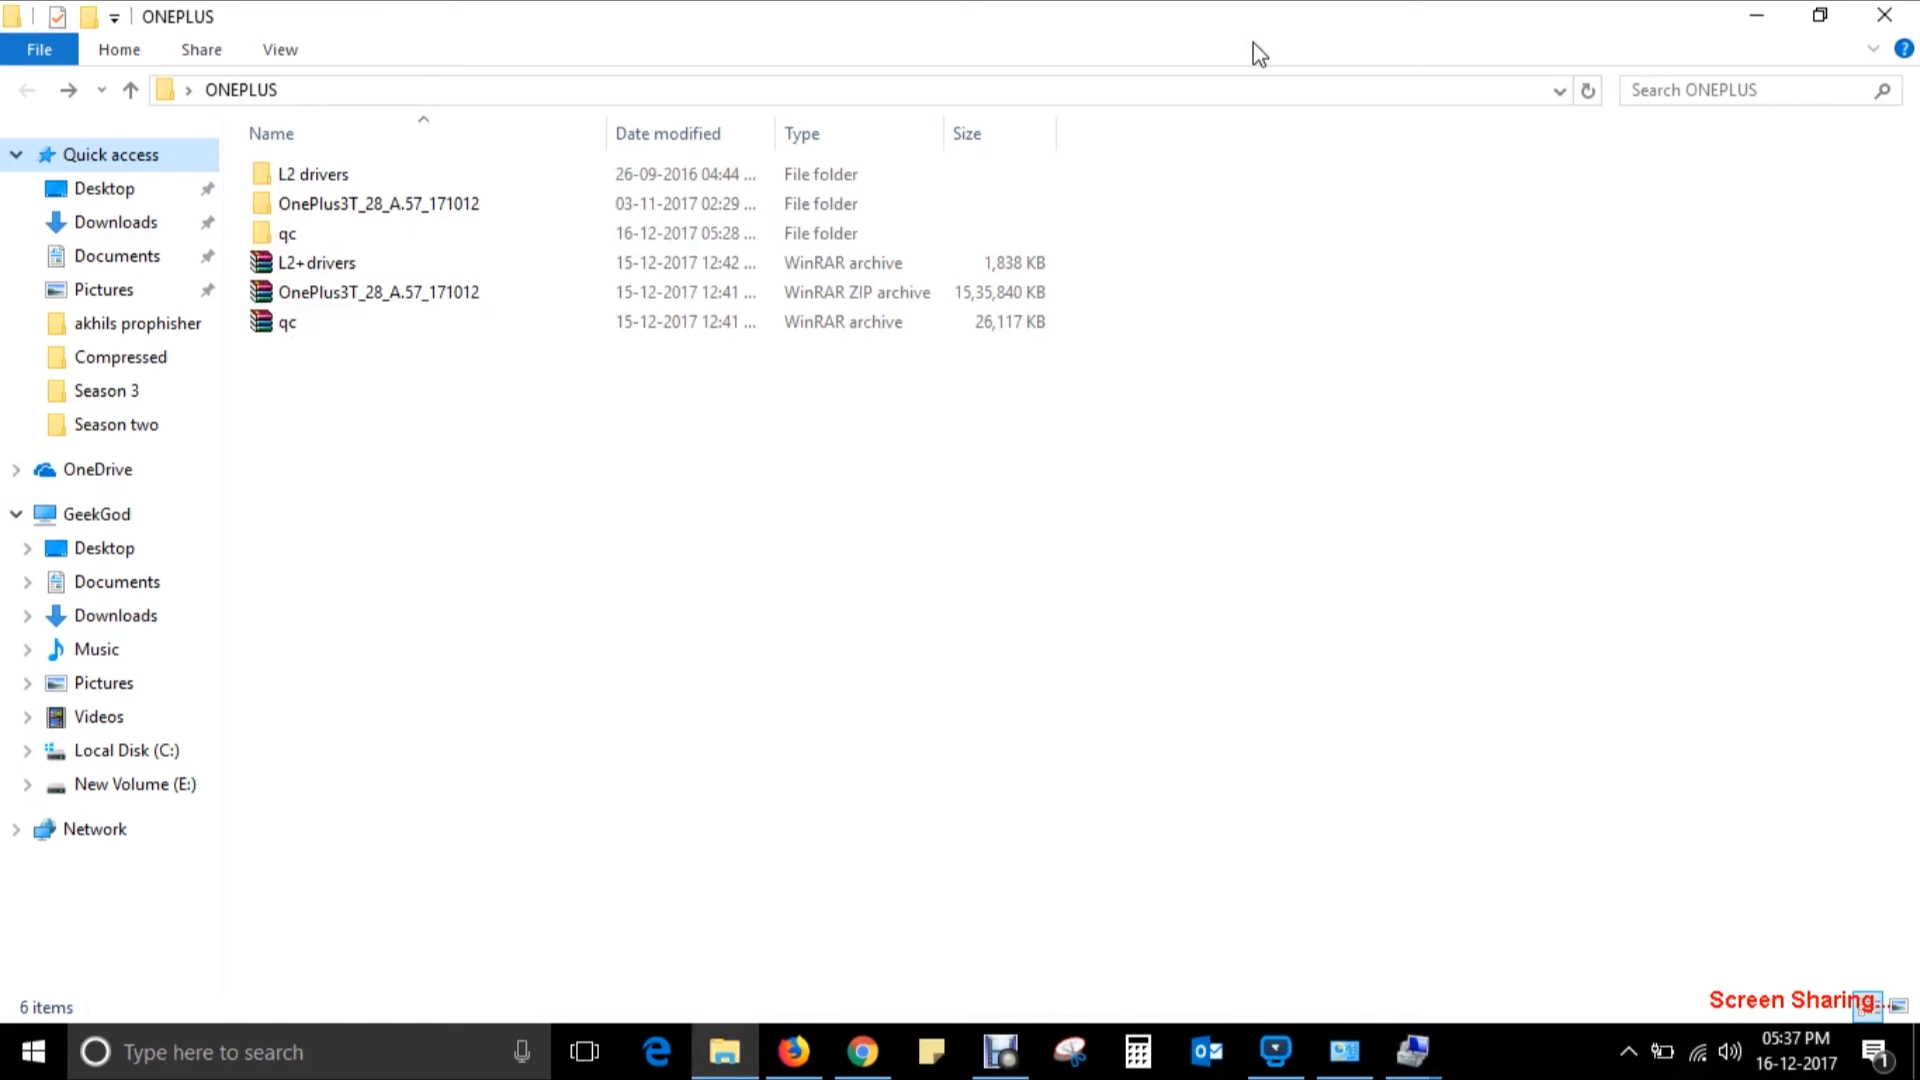 ONEPLUS
File Home Share View
ONEPLUS
Search ONEPLUS
Name Date modified Type Size
L2 drivers 26-09-2016 04:44 ... File folder
OnePlus3T_28_A.57_171012 03-11-2017 02:29 ... File folder
qc 16-12-2017 05:28 ... File folder
L2+drivers 15-12-2017 12:42 ... WinRAR archive 1,838 KB
OnePlus3T_28_A.57_171012 15-12-2017 12:41 ... WinRAR ZIP archive 15,35,840 KB
qc 15-12-2017 12:41 ... WinRAR archive 26,117 KB
Quick access
Desktop
Downloads
Documents
Pictures
akhils prophisher
Compressed
Season 3
Season two
OneDrive
GeekGod
Desktop
Documents
Downloads
Music
Pictures
Videos
Local Disk (C:)
New Volume (E:)
Network
6 items
Screen Sharing...
Type here to search
05:37 PM
16-12-2017
1